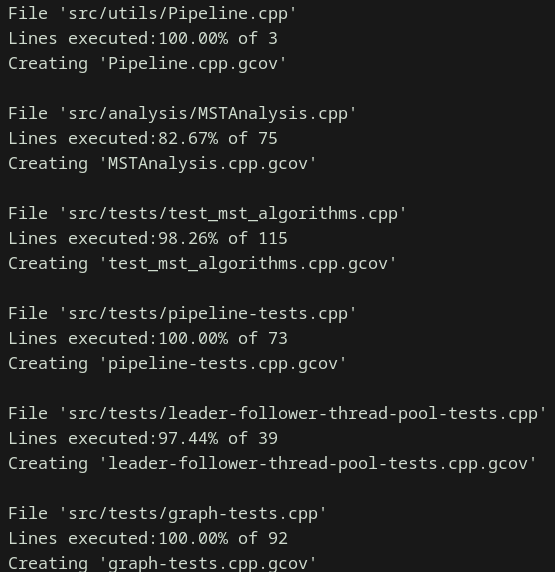 File 'src/utils/Pipeline.cpp'
Lines executed:100.00% of 3
Creating 'Pipeline.cpp.gcov'
File 'src/analysis/MSTAnalysis.cpp'
Lines executed:82.67% of 75
Creating 'MSTAnalysis.cpp.gcov'
File 'src/tests/test_mst_algorithms.cpp'
Lines executed:98.26% of 115
Creating 'test_mst_algorithms.cpp.gcov'
File 'src/tests/pipeline-tests.cpp'
Lines executed:100.00% of 73
Creating 'pipeline-tests.cpp.gcov'
File 'src/tests/leader-follower-thread-pool-tests.cpp'
Lines executed:97.44% of 39
Creating 'leader-follower-thread-pool-tests.cpp.gcov'
File 'src/tests/graph-tests.cpp'
Lines executed:100.00% of 92
Creating 'graph-tests.cpp.gcov'